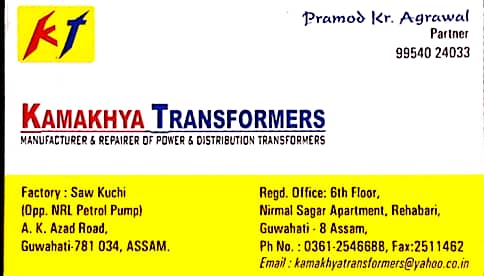 KT
Pramod Kr. Agrawal
Partner
99540 24033
KAMAKHYA TRANSFORMERS
MANUFACTURER & REPAIRER OF POWER & DISTRIBUTION TRANSFORMERS
Factory : Saw Kuchi
(Opp. NRL Petrol Pump)
A. K. Azad Road,
Guwahati-781 034, ASSAM.
Regd. Office: 6th Floor,
Nirmal Sagar Apartment, Rehabari,
Guwahati - 8 Assam,
Ph No. : 0361-2546688, Fax:2511462
Email : kamakhyatransformers@yahoo.co.in